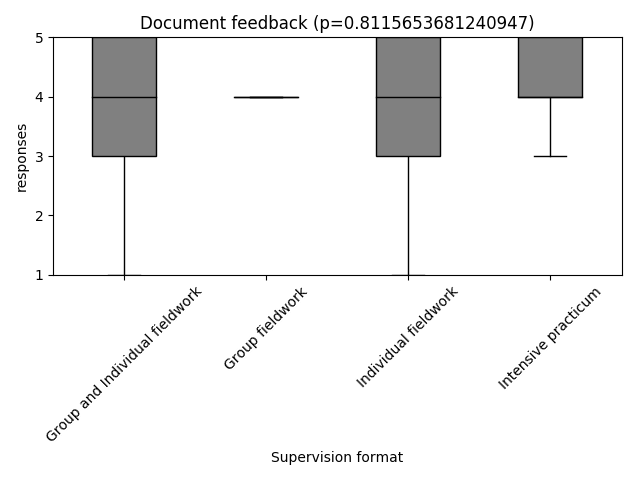 Document feedback (p=0.8115653681240947)
responses
5
4
3
2
1
Group and Individual fieldwork
Group fieldwork
Individual fieldwork
Intensive practicum
Supervision format